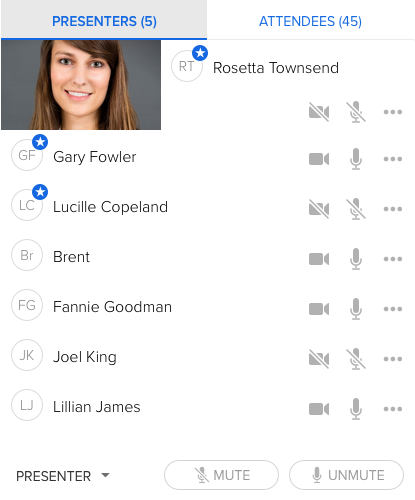 PRESENTERS (5) ATTENDEES (45)
RT Rosetta Townsend
GF Gary Fowler
LC Lucille Copeland
Br Brent
FG Fannie Goodman
JK Joel King
LJ Lillian James
PRESENTER MUTE UNMUTE